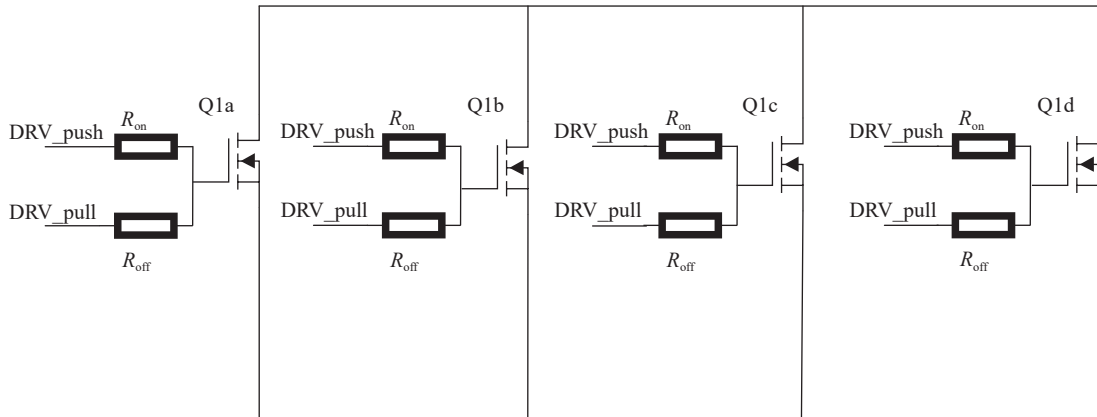 Q1a
Q1b
Q1c
Q1d
DRV_push
R_on
DRV_push
R_on
DRV_push
R_on
DRV_push
R_on
DRV_pull
R_off
DRV_pull
R_off
DRV_pull
R_off
DRV_pull
R_off